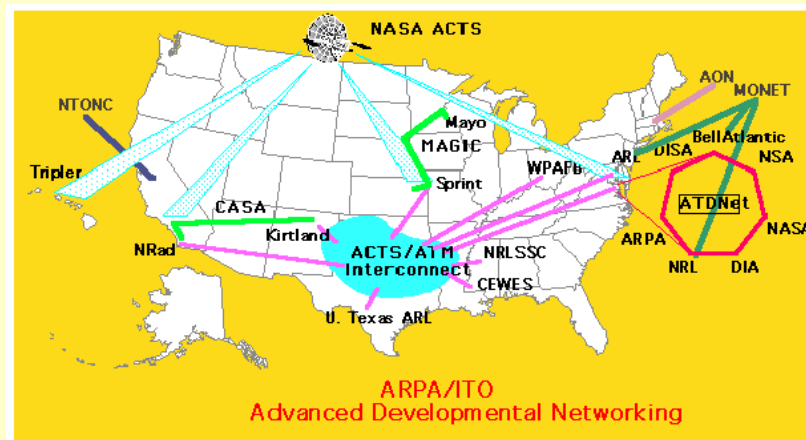 NASA ACTS
AON
MONET
NTONC
Mayo
MAGIC
BellAtlantic
DISA
ARL
NSA
WPAFB
Tripler
Sprint
CASA
ATDNet
NASA
Kirtland
NRad
ACTS/ATM
Interconnect
NRLSSC
ARPA
NRL
DIA
CEWES
U. Texas ARL
ARPA/ITO
Advanced Developmental Networking